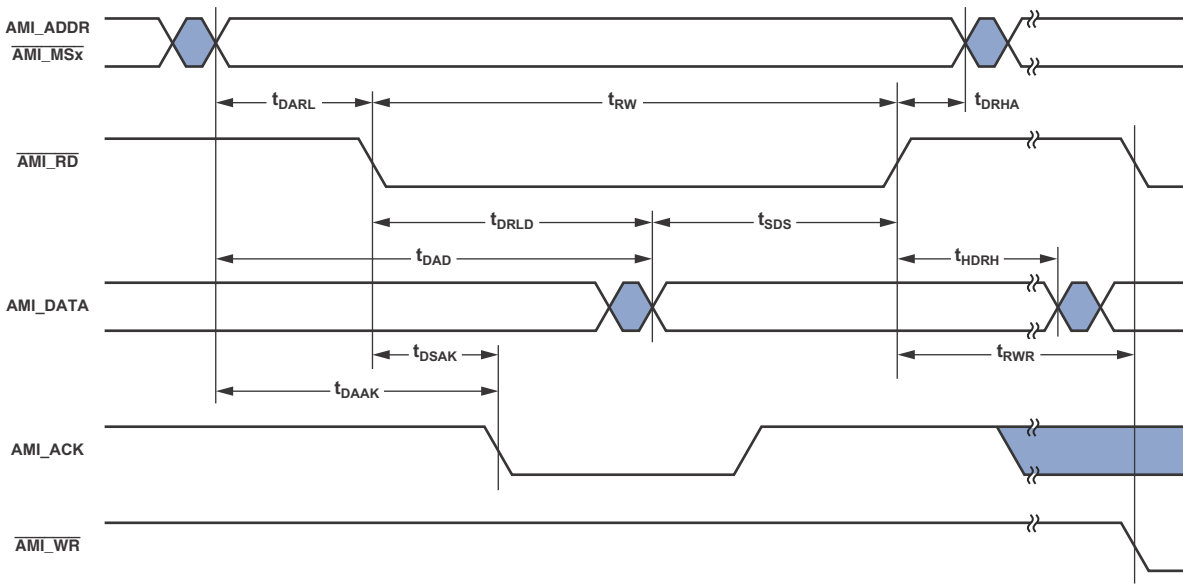 AMI_ADDR
AMI_MSx
tDARL
tRW
tDRHA
AMI_RD
tDRLD
tSDS
tDAD
tHDRH
AMI_DATA
tDSAK
tRWR
tDAAK
AMI_ACK
AMI_WR